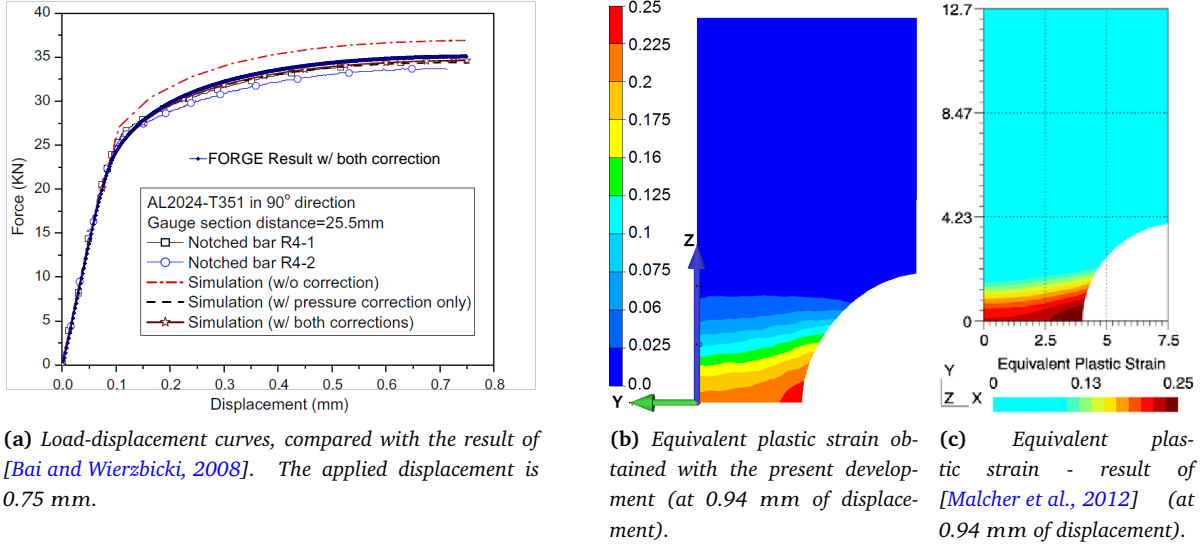 40
35
30
25
20
15
10
5
0
Force (KN)
FORGE Result w/ both correction
AL2024-T351 in 90° direction
Gauge section distance=25.5mm
Notched bar R4-1
Notched bar R4-2
Simulation (w/o correction)
Simulation (w/ pressure correction only)
Simulation (w/ both corrections)
0.0 0.1 0.2 0.3 0.4 0.5 0.6 0.7 0.8
Displacement (mm)
(a) Load-displacement curves, compared with the result of
[Bai and Wierzbicki, 2008]. The applied displacement is
0.75 mm.
0.25
0.225
0.2
0.16
0.15
0.125
0.1
0.075
0.06
0.025
0.0
Z
Y
(b) Equivalent plastic strain ob-
tained with the present develop-
ment (at 0.94 mm of displace-
ment).
12.7
8.47
4.23
0
0 5 7.5
Equivalent Plastic Strain
Y
Z X
0 0.13 0.25
(c) Equivalent plas-
tic strain - result of
[Malcher et al., 2012] (at
0.94 mm of displacement).